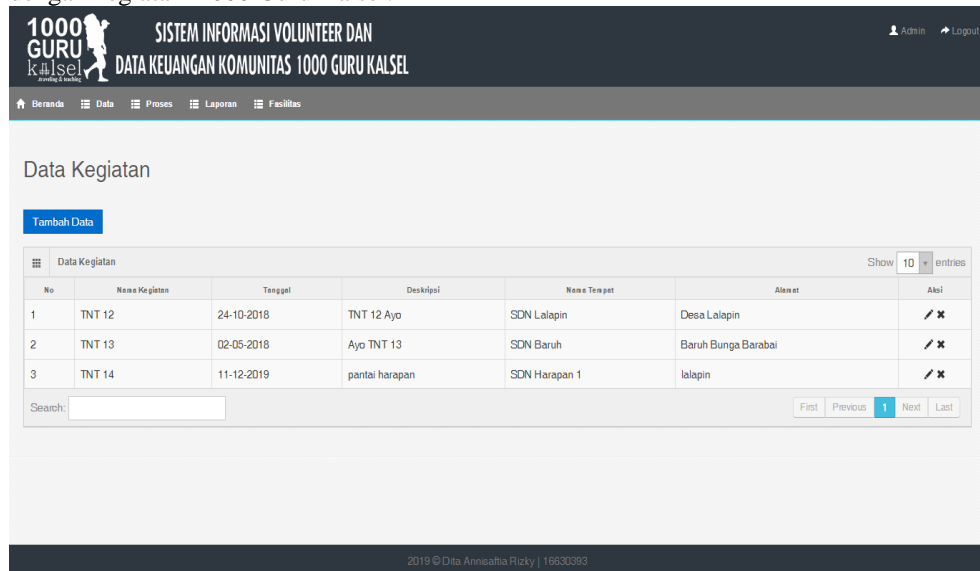 1000 GURU kalsel traveling & teaching
SISTEM INFORMASI VOLUNTEER DAN
DATA KEUANGAN KOMUNITAS 1000 GURU KALSEL
Admin Logout
Beranda Data Proses Laporan Fasilitas
Data Kegiatan
Tambah Data
Data Kegiatan Show 10 entries
No Nama Kegiatan Tanggal Deskripsi Nama Tempat Alamat Aksi
1 TNT 12 24-10-2018 TNT 12 Ayo SDN Lalapin Desa Lalapin
2 TNT 13 02-05-2018 Ayo TNT 13 SDN Baruh Baruh Bunga Barabai
3 TNT 14 11-12-2019 pantai harapan SDN Harapan 1 lalapin
Search: First Previous 1 Next Last
2019 © Dita Annisaftia Rizky | 16630393